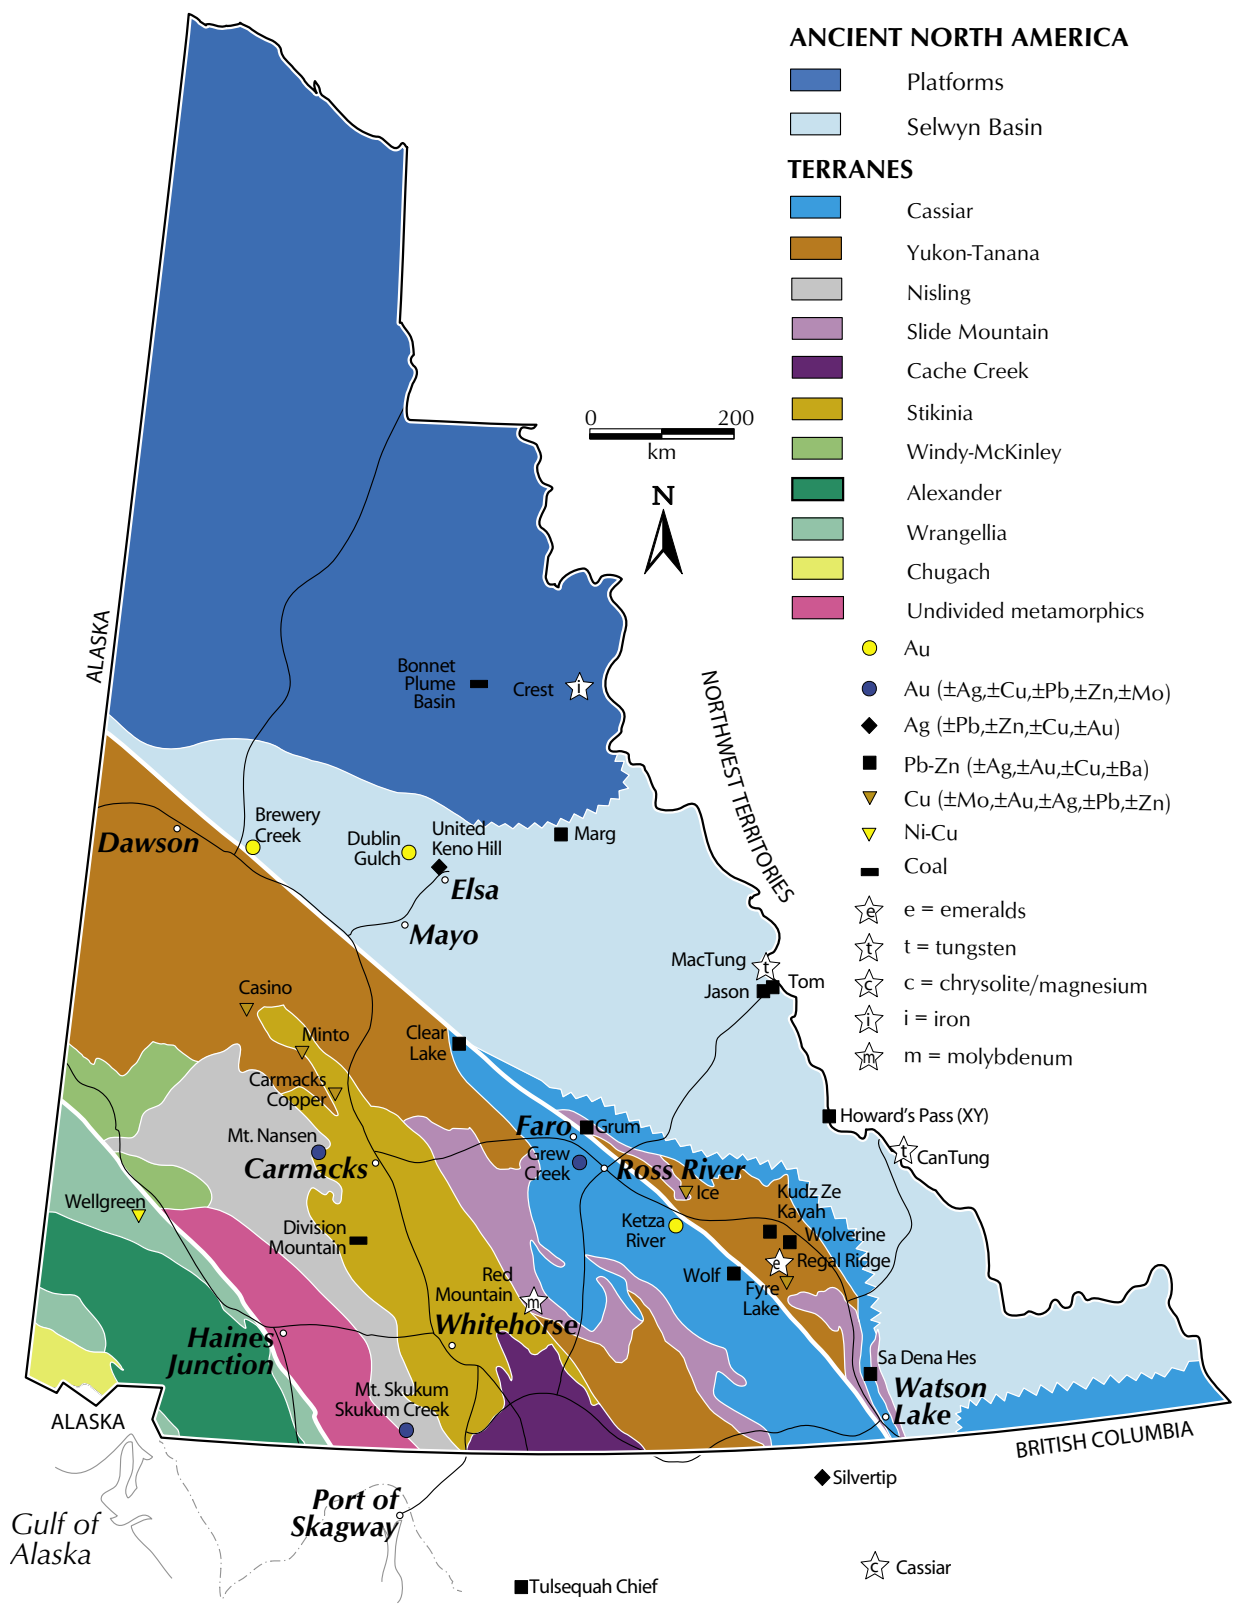 ANCIENT NORTH AMERICA
Platforms
Selwyn Basin
TERRANES
Cassiar
Yukon-Tanana
Nisling
Slide Mountain
Cache Creek
Stikinia
Windy-McKinley
Alexander
Wrangellia
Chugach
Undivided metamorphics
Au
Au (±Ag,±Cu,±Pb,±Zn,±Mo)
Ag (±Pb,±Zn,±Cu,±Au)
Pb-Zn (±Ag,±Au,±Cu,±Ba)
Cu (±Mo,±Au,±Ag,±Pb,±Zn)
Ni-Cu
Coal
e
e = emeralds
t
t = tungsten
c
c = chrysolite/magnesium
i
i = iron
m
m = molybdenum
0 200
km
N
ALASKA
NORTHWEST TERRITORIES
Bonnet
Plume
Basin
Crest
i
Brewery
Creek
Dawson
Dublin
Gulch
United
Keno Hill
Marg
Elsa
Mayo
MacTung
t
Tom
Jason
Casino
Minto
Clear
Lake
Carmacks
Copper
Howard's Pass (XY)
t
CanTung
Mt. Nansen
Carmacks
Faro
Grum
Grew
Creek
Ross River
Ice
Wellgreen
Division
Mountain
Ketza
River
Kudz Ze
Kayah
Wolverine
e
Regal Ridge
Wolf
Fyre
Lake
Red
Mountain
m
Whitehorse
Haines
Junction
Mt. Skukum
Skukum Creek
Sa Dena Hes
Watson
Lake
ALASKA
BRITISH COLUMBIA
Silvertip
Port of
Skagway
Gulf of
Alaska
c
Cassiar
Tulsequah Chief